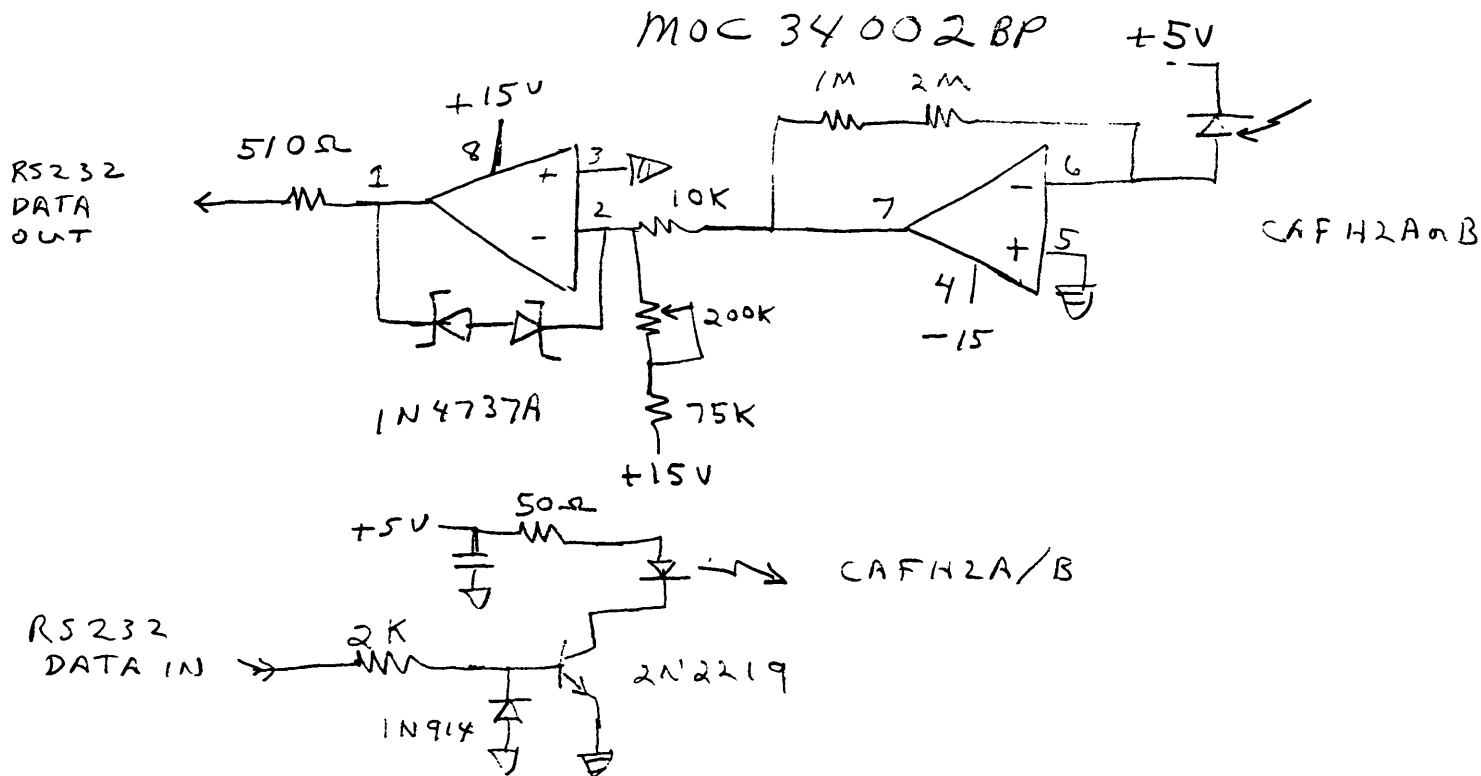 MOC 34002BP
+5V
1M
2M
+15V
510Ω
8
3
+
1
RS232
DATA
OUT
2
-
10K
7
6
-
+
5
CAFH2A or B
4
-15
200K
1N4737A
75K
+15V
50Ω
+5V
CAFH2A/B
RS232
DATA IN
2K
2N2219
1N914